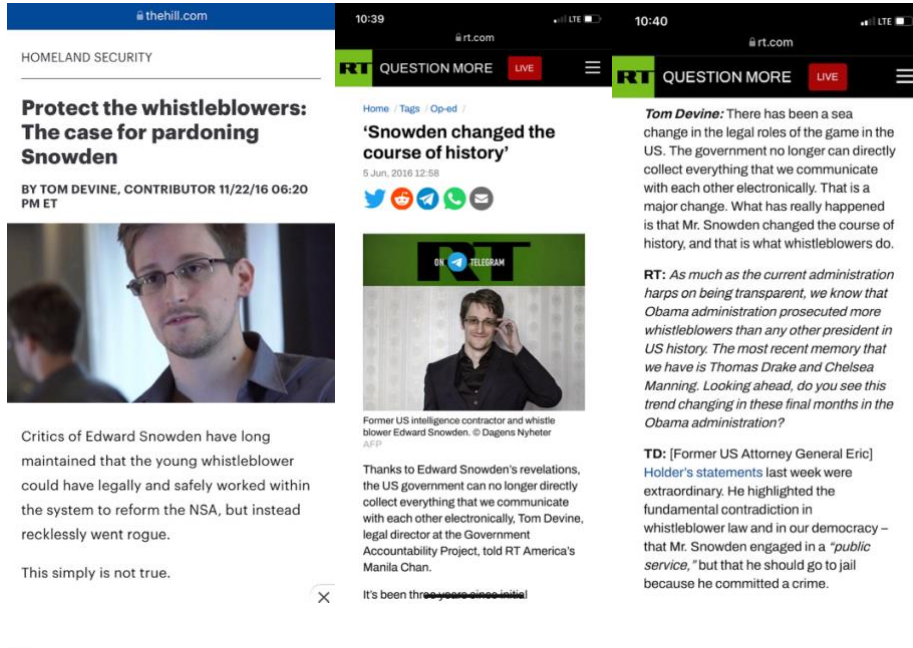 thehill.com
HOMELAND SECURITY
Protect the whistleblowers:
The case for pardoning
Snowden
BY TOM DEVINE, CONTRIBUTOR 11/22/16 06:20
PM ET
Critics of Edward Snowden have long
maintained that the young whistleblower
could have legally and safely worked within
the system to reform the NSA, but instead
recklessly went rogue.
This simply is not true.
10:39
LTE
rt.com
RT QUESTION MORE LIVE
Home / Tags / Op-ed /
‘Snowden changed the
course of history’
5 Jun, 2016 12:58
RT
ON TELEGRAM
Former US intelligence contractor and whistle
blower Edward Snowden. © Dagens Nyheter
AFP
Thanks to Edward Snowden's revelations,
the US government can no longer directly
collect everything that we communicate
with each other electronically, Tom Devine,
legal director at the Government
Accountability Project, told RT America's
Manila Chan.
It's been three years since initial
10:40
LTE
rt.com
RT QUESTION MORE LIVE
Tom Devine: There has been a sea
change in the legal roles of the game in the
US. The government no longer can directly
collect everything that we communicate
with each other electronically. That is a
major change. What has really happened
is that Mr. Snowden changed the course of
history, and that is what whistleblowers do.
RT: As much as the current administration
harps on being transparent, we know that
Obama administration prosecuted more
whistleblowers than any other president in
US history. The most recent memory that
we have is Thomas Drake and Chelsea
Manning. Looking ahead, do you see this
trend changing in these final months in the
Obama administration?
TD: [Former US Attorney General Eric]
Holder's statements last week were
extraordinary. He highlighted the
fundamental contradiction in
whistleblower law and in our democracy –
that Mr. Snowden engaged in a “public
service,” but that he should go to jail
because he committed a crime.